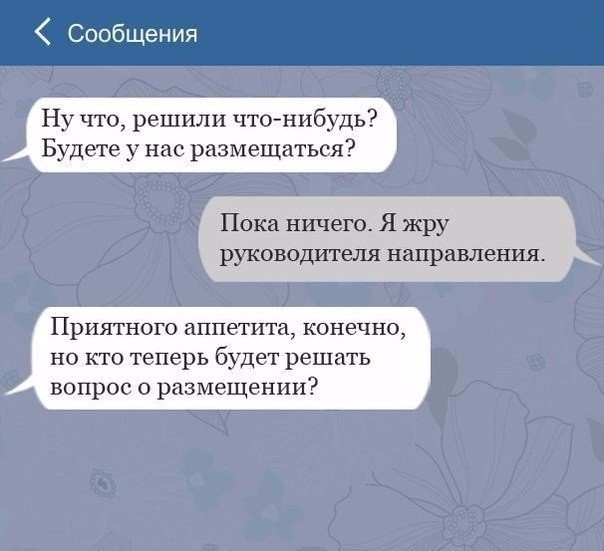 Сообщения
Ну что, решили что-нибудь?
Будете у нас размещаться?
Пока ничего. Я жру
руководителя направления.
Приятного аппетита, конечно,
но кто теперь будет решать
вопрос о размещении?